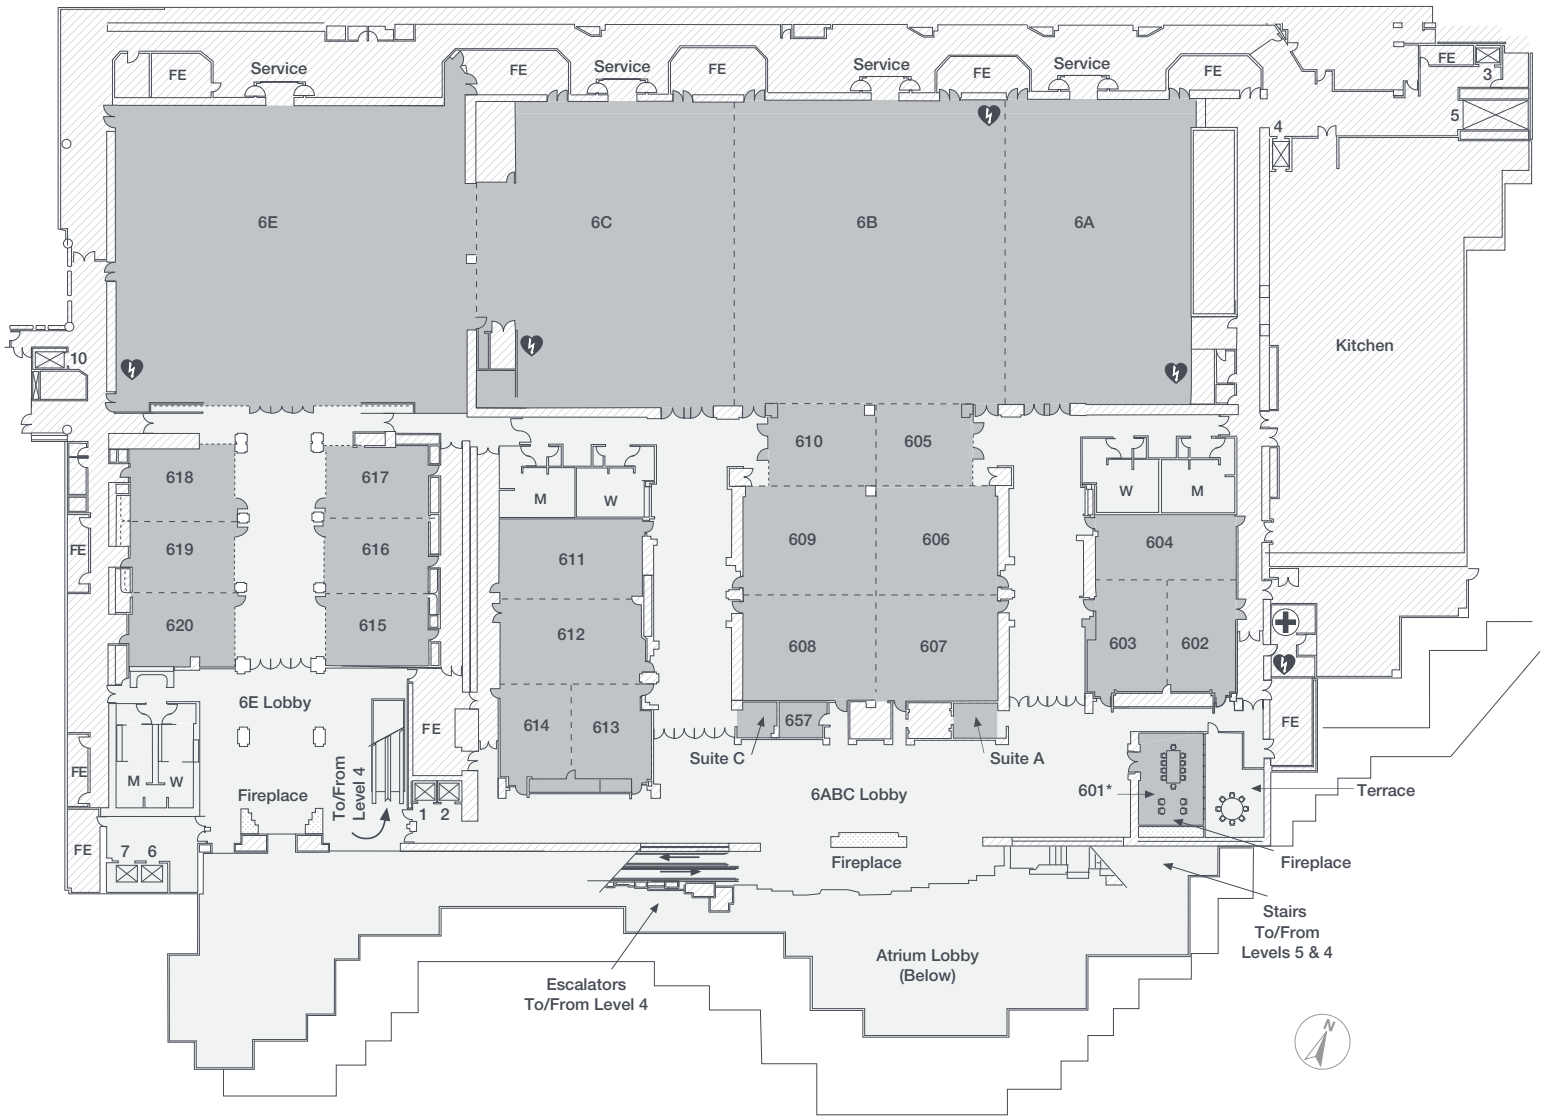 FE
Service
FE
Service
FE
Service
FE
Service
FE
FE
3
5
4
6E
6C
6B
6A
Kitchen
10
610
605
618
617
M
W
W
M
619
616
611
609
606
604
FE
620
615
612
608
607
603
602
6E Lobby
614
613
657
FE
FE
Suite C
Suite A
FE
M
W
To/From
Level 4
Fireplace
1
2
6ABC Lobby
601*
Terrace
FE
7
6
Fireplace
Fireplace
Stairs
To/From
Levels 5 & 4
Atrium Lobby
(Below)
Escalators
To/From Level 4
N